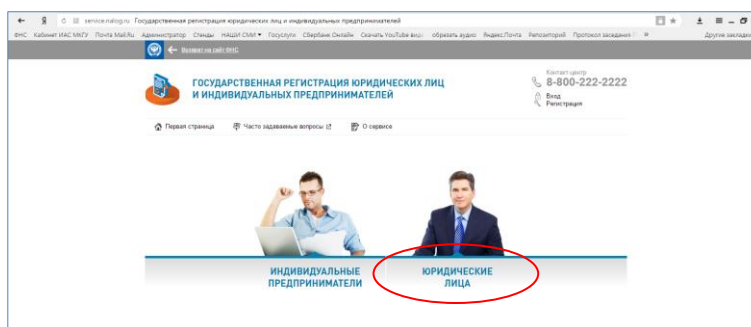 service.nalog.ru Государственная регистрация юридических лиц и индивидуальных предпринимателей
ФНС Кабинет ИАС МКГУ Почта Mail.Ru Администратор Стенды НАШИ СМИ Госуслуги Сбербанк Онлайн Скачать YouTube виде образать аудио Яндекс.Почта Репозиторий Протокол заседания Другие закладки
Возврат на сайт ФНС
ГОСУДАРСТВЕННАЯ РЕГИСТРАЦИЯ ЮРИДИЧЕСКИХ ЛИЦ
И ИНДИВИДУАЛЬНЫХ ПРЕДПРИНИМАТЕЛЕЙ
Контакт-центр
8-800-222-2222
Вход
Регистрация
Первая страница Часто задаваемые вопросы О сервисе
ИНДИВИДУАЛЬНЫЕ
ПРЕДПРИНИМАТЕЛИ
ЮРИДИЧЕСКИЕ
ЛИЦА